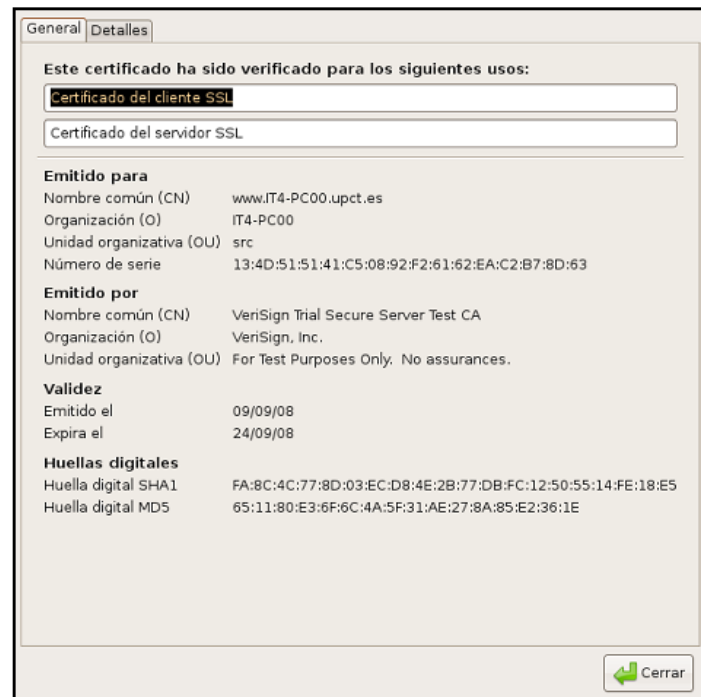 General Detalles
Este certificado ha sido verificado para los siguientes usos:
Certificado del cliente SSL
Certificado del servidor SSL
Emitido para
Nombre común (CN) www.IT4-PC00.upct.es
Organización (O) IT4-PC00
Unidad organizativa (OU) src
Número de serie 13:4D:51:51:41:C5:08:92:F2:61:62:EA:C2:B7:8D:63
Emitido por
Nombre común (CN) VeriSign Trial Secure Server Test CA
Organización (O) VeriSign, Inc.
Unidad organizativa (OU) For Test Purposes Only. No assurances.
Validez
Emitido el 09/09/08
Expira el 24/09/08
Huellas digitales
Huella digital SHA1 FA:8C:4C:77:8D:03:EC:D8:4E:2B:77:DB:FC:12:50:55:14:FE:18:E5
Huella digital MD5 65:11:80:E3:6F:6C:4A:5F:31:AE:27:8A:85:E2:36:1E
Cerrar